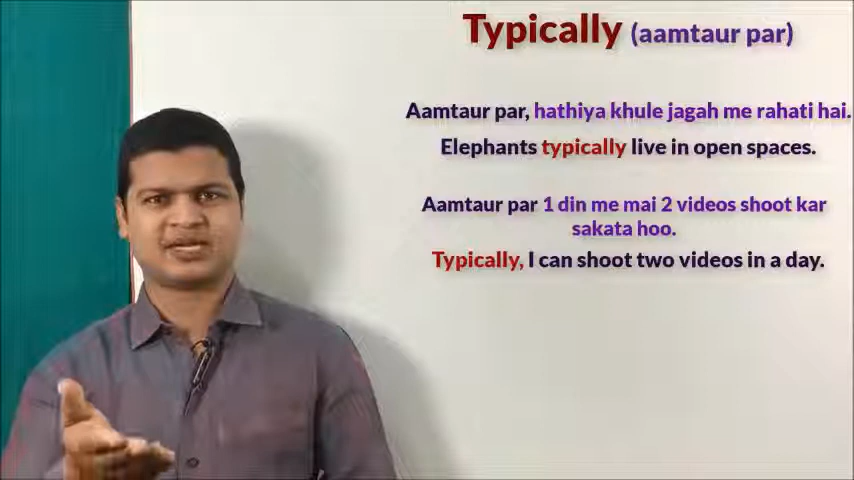 Typically (aamtaur par)
Aamtaur par, hathiya khule jagah me rahati hai.
Elephants typically live in open spaces.
Aamtaur par 1 din me mai 2 videos shoot kar
sakata hoo.
Typically, I can shoot two videos in a day.